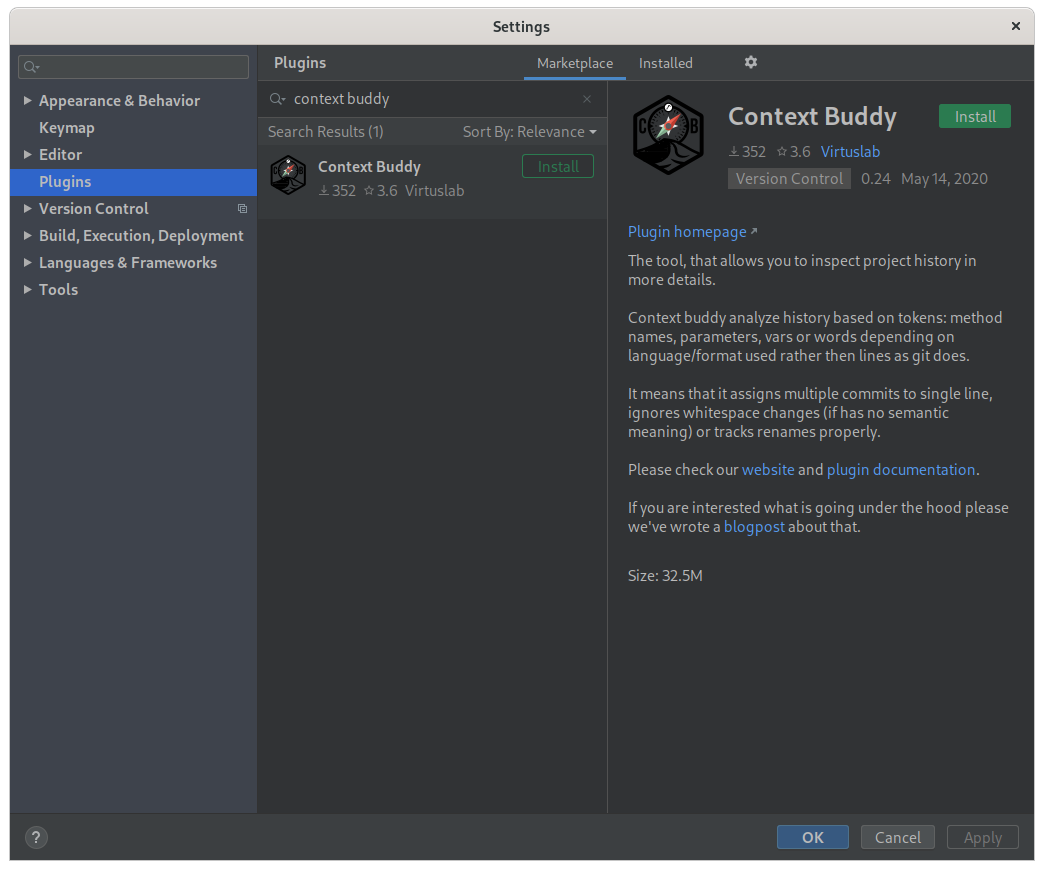 Settings
Plugins
Marketplace
Installed
Appearance & Behavior
Keymap
Editor
Plugins
Version Control
Build, Execution, Deployment
Languages & Frameworks
Tools
context buddy
Search Results (1)
Sort By: Relevance
C B
Context Buddy
Install
352 3.6 Virtuslab
C B
Context Buddy
Install
352 3.6 Virtuslab
Version Control 0.24 May 14, 2020
Plugin homepage
The tool, that allows you to inspect project history in
more details.
Context buddy analyze history based on tokens: method
names, parameters, vars or words depending on
language/format used rather then lines as git does.
It means that it assigns multiple commits to single line,
ignores whitespace changes (if has no semantic
meaning) or tracks renames properly.
Please check our website and plugin documentation.
If you are interested what is going under the hood please
we've wrote a blogpost about that.
Size: 32.5M
?
OK
Cancel
Apply